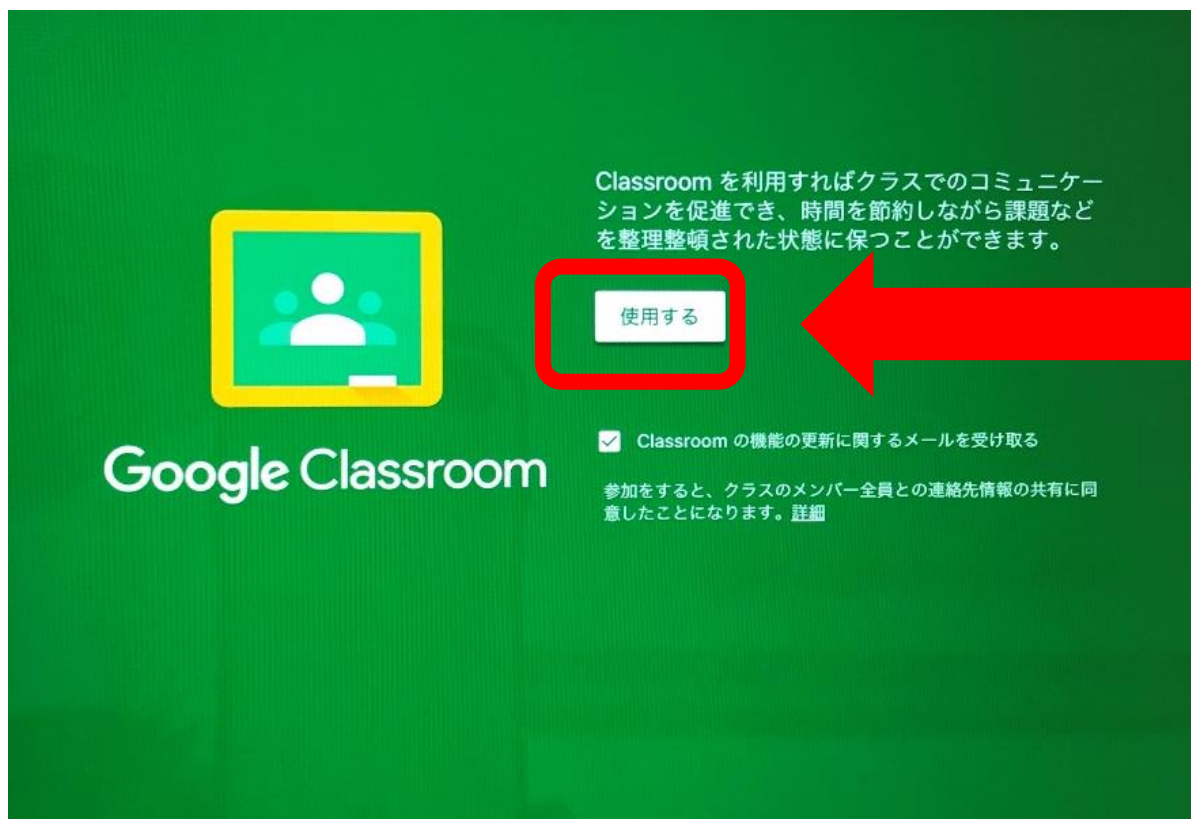 Classroom を利用すればクラスでのコミュニケー
ションを促進でき、時間を節約しながら課題など
を整理整頓された状態に保つことができます。
使用する
Google Classroom
Classroom の機能の更新に関するメールを受け取る
参加をすると、クラスのメンバー全員との連絡先情報の共有に同
意したことになります。詳細